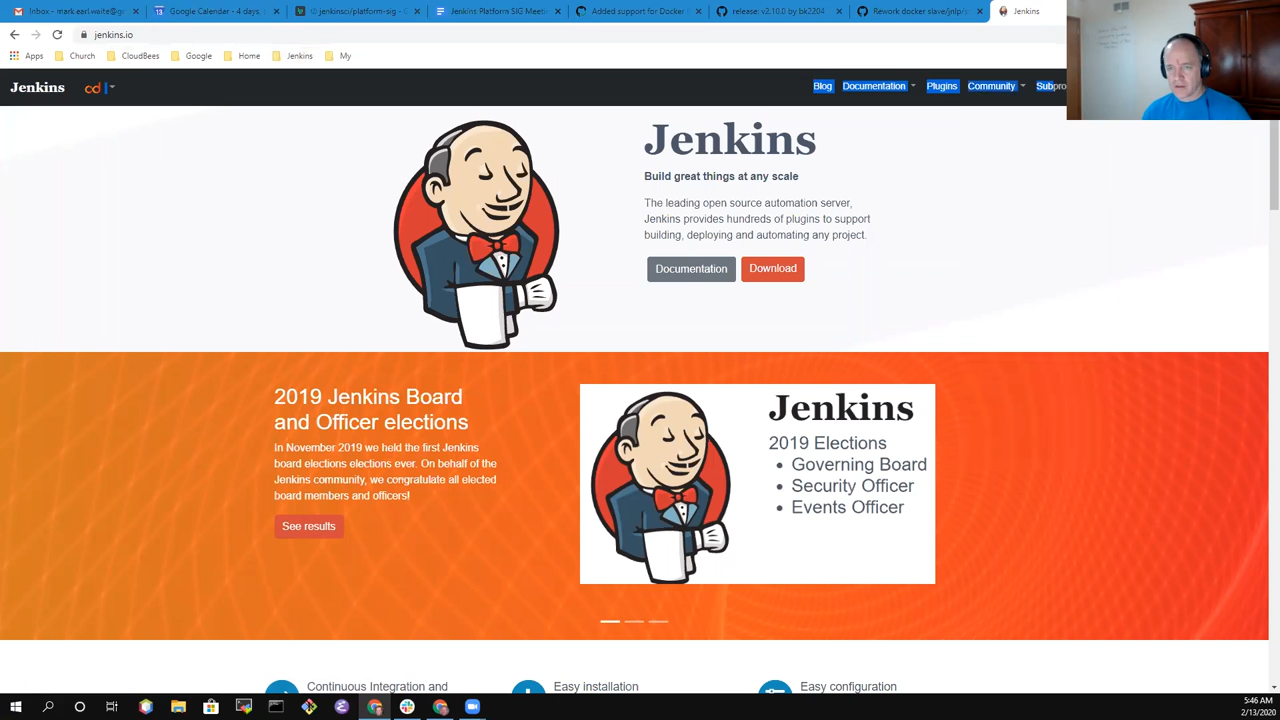 Inbox - mark.earl.waite@g
Google Calendar - 4 days,
jenkinsci/platform-sig - G
Jenkins Platform SIG Meeti
Added support for Docker
release: v2.10.0 by bk2204
Rework docker slave/jnlp/s
Jenkins
jenkins.io
Apps
Church
CloudBees
Google
Home
Jenkins
My
Jenkins
cd
Blog
Documentation
Plugins
Community
Subpro
Jenkins
Build great things at any scale
The leading open source automation server,
Jenkins provides hundreds of plugins to support
building, deploying and automating any project.
Documentation
Download
2019 Jenkins Board
and Officer elections
In November 2019 we held the first Jenkins
board elections elections ever. On behalf of the
Jenkins community, we congratulate all elected
board members and officers!
See results
Jenkins
2019 Elections
• Governing Board
• Security Officer
• Events Officer
Continuous Integration and
Easy installation
Easy configuration
5:46 AM
2/13/2020